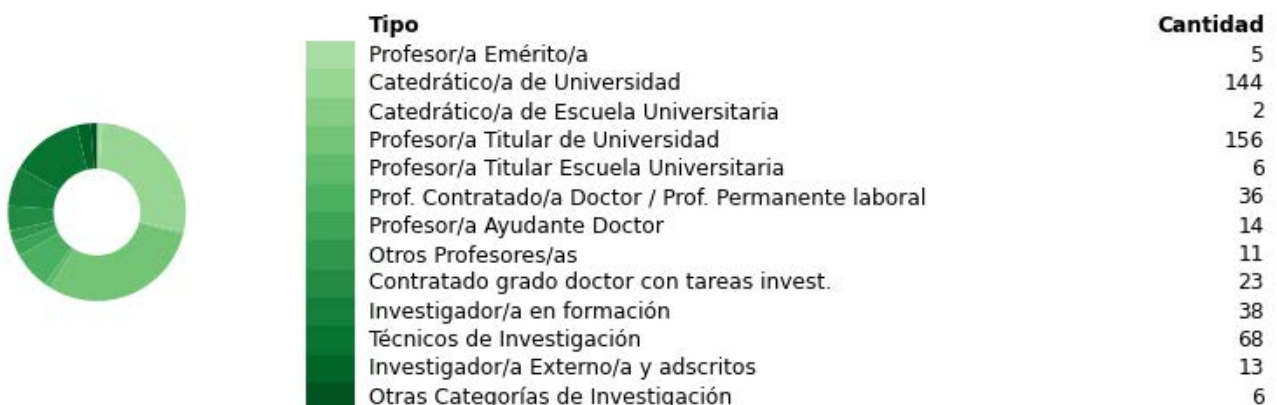 Tipo Cantidad
Profesor/a Emérito/a 5
Catedrático/a de Universidad 144
Catedrático/a de Escuela Universitaria 2
Profesor/a Titular de Universidad 156
Profesor/a Titular Escuela Universitaria 6
Prof. Contratado/a Doctor / Prof. Permanente laboral 36
Profesor/a Ayudante Doctor 14
Otros Profesores/as 11
Contratado grado doctor con tareas invest. 23
Investigador/a en formación 38
Técnicos de Investigación 68
Investigador/a Externo/a y adscritos 13
Otras Categorías de Investigación 6